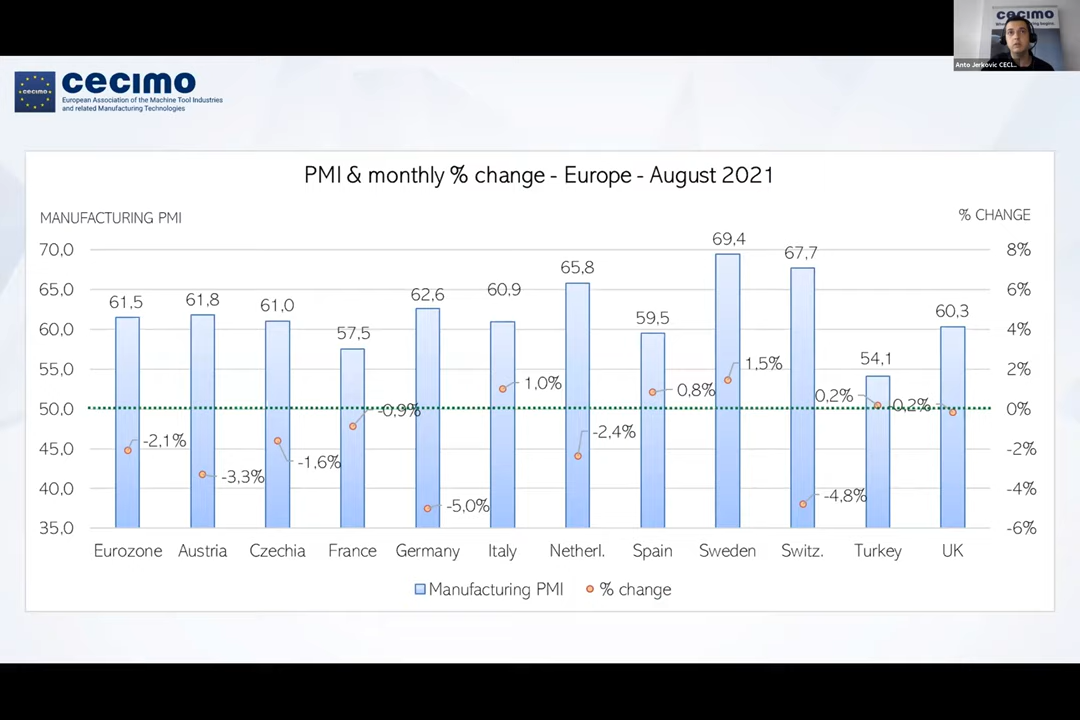 cecimo
Anto Jerkovic CECI...
cecimo
cecimo
European Association of the Machine Tool Industries
and related Manufacturing Technologies
PMI & monthly % change - Europe - August 2021
MANUFACTURING PMI
% CHANGE
70,0
65,0
60,0
55,0
50,0
45,0
40,0
35,0
8%
6%
4%
2%
0%
-2%
-4%
-6%
61,5 61,8 61,0 57,5 62,6 60,9 65,8 59,5 69,4 67,7 54,1 60,3
-2,1% -3,3% -1,6% -0,9% -5,0% 1,0% -2,4% 0,8% 1,5% -4,8% 0,2% -0,2%
Eurozone Austria Czechia France Germany Italy Netherl. Spain Sweden Switz. Turkey UK
Manufacturing PMI % change